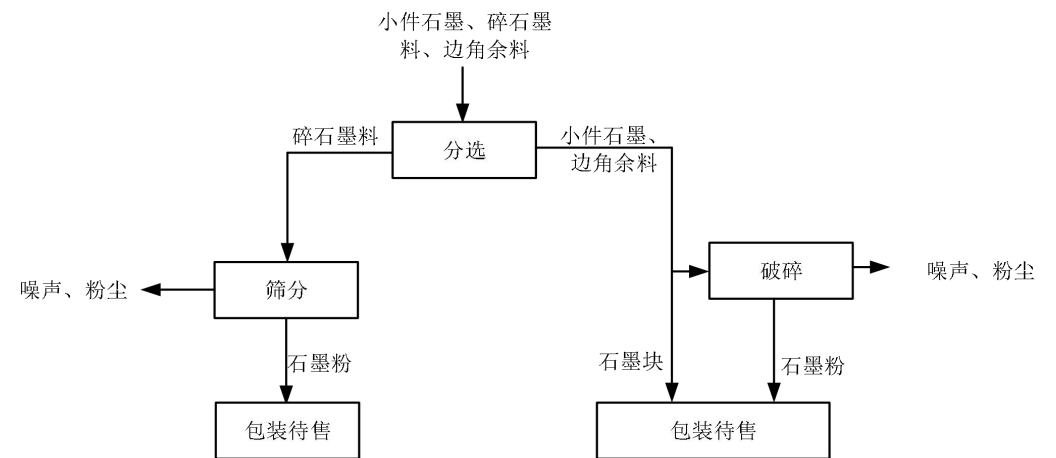 小件石墨、碎石墨
料、边角余料
碎石墨料
分选
小件石墨、
边角余料
噪声、粉尘
筛分
破碎
噪声、粉尘
石墨粉
石墨块
石墨粉
包装待售
包装待售